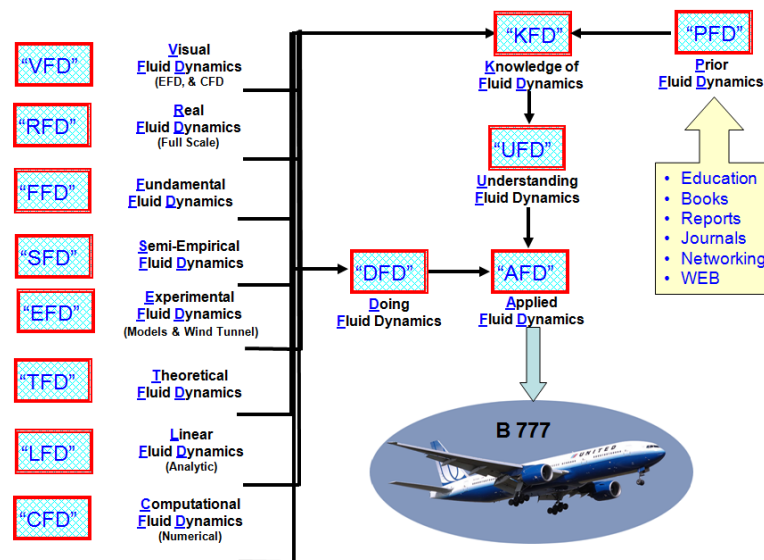 “VFD”
Visual
Fluid Dynamics
(EFD, & CFD
“RFD”
Real
Fluid Dynamics
(Full Scale)
“FFD”
Fundamental
Fluid Dynamics
“SFD”
Semi-Empirical
Fluid Dynamics
“EFD”
Experimental
Fluid Dynamics
(Models & Wind Tunnel)
“TFD”
Theoretical
Fluid Dynamics
“LFD”
Linear
Fluid Dynamics
(Analytic)
“CFD”
Computational
Fluid Dynamics
(Numerical)
“KFD”
Knowledge of
Fluid Dynamics
“PFD”
Prior
Fluid Dynamics
“UFD”
Understanding
Fluid Dynamics
• Education
• Books
• Reports
• Journals
• Networking
• WEB
“DFD”
Doing
Fluid Dynamics
“AFD”
Applied
Fluid Dynamics
B 777
UNITED